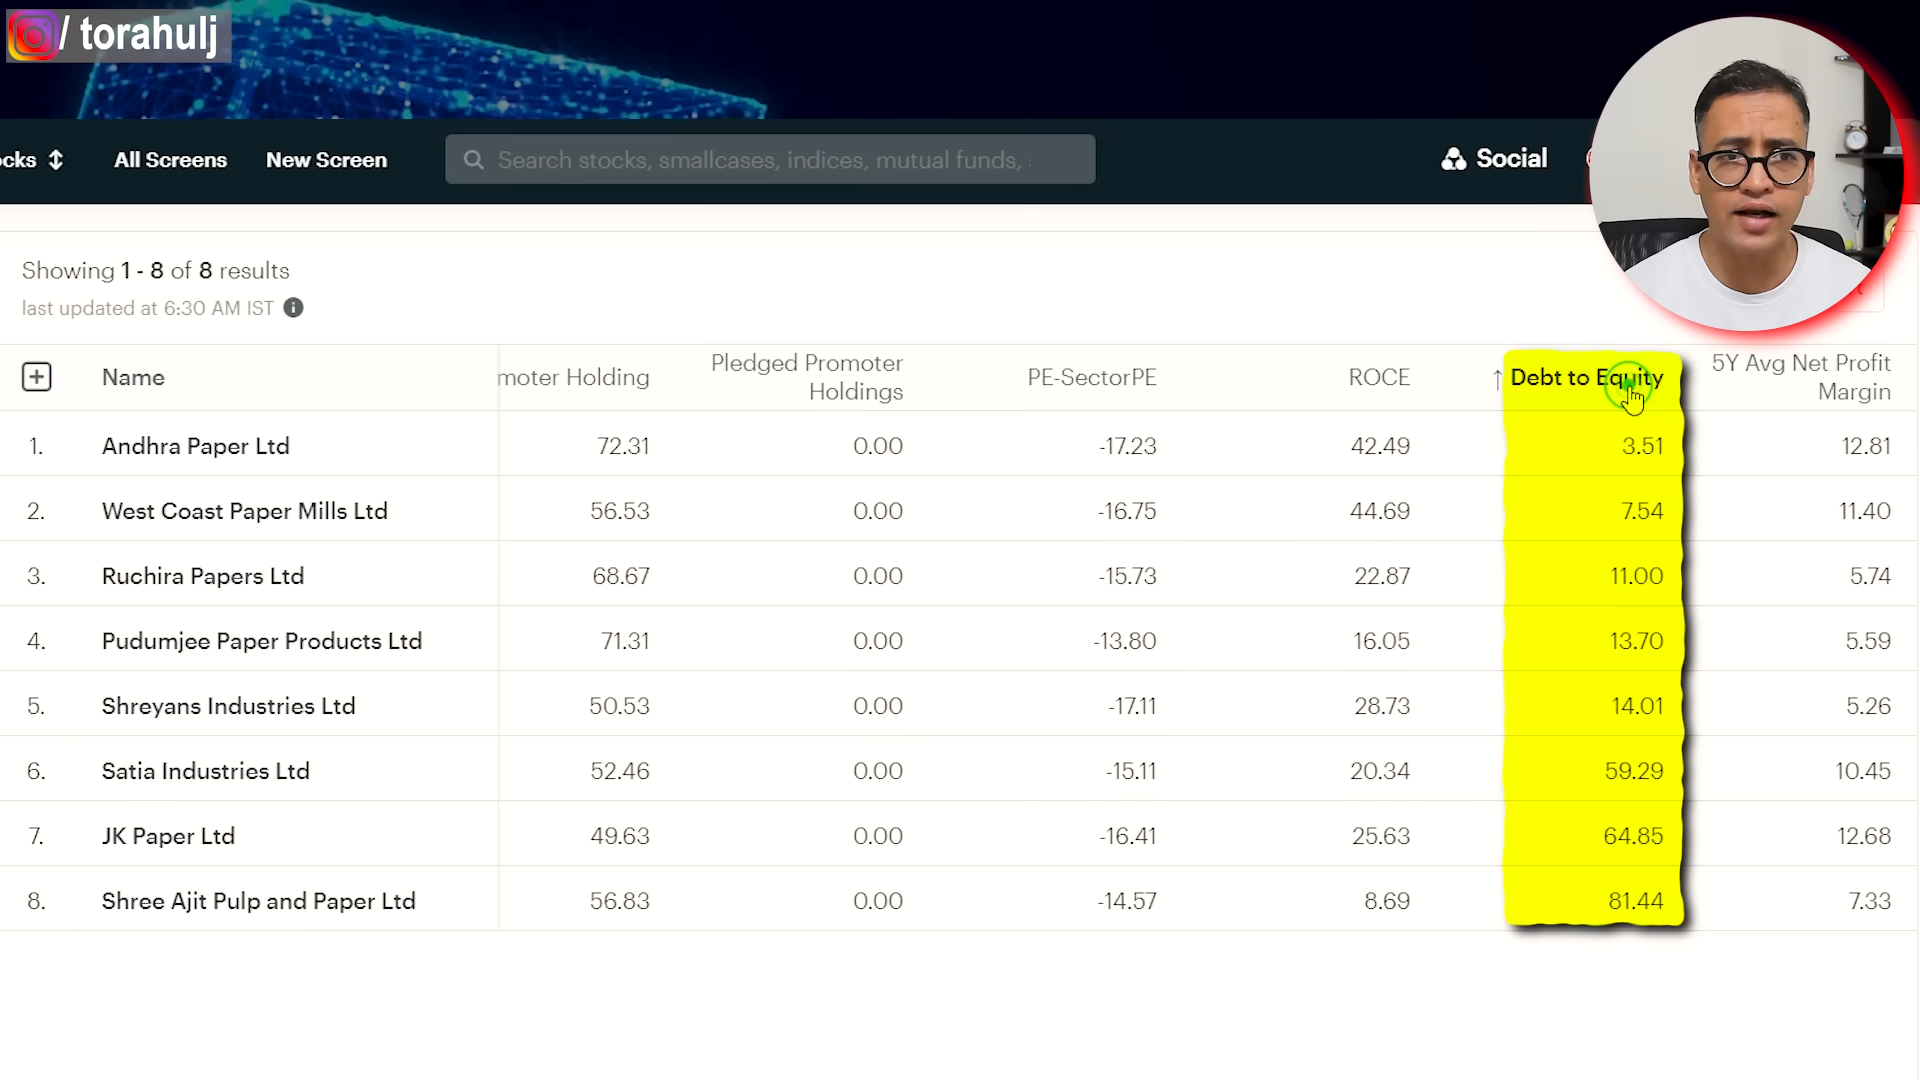 / torahulj
ocks All Screens New Screen Search stocks, smallcases, indices, mutual funds, Social
Showing 1 - 8 of 8 results
last updated at 6:30 AM IST
Name moter Holding Pledged Promoter Holdings PE-SectorPE ROCE ↑ Debt to Equity 5Y Avg Net Profit Margin
1. Andhra Paper Ltd 72.31 0.00 -17.23 42.49 3.51 12.81
2. West Coast Paper Mills Ltd 56.53 0.00 -16.75 44.69 7.54 11.40
3. Ruchira Papers Ltd 68.67 0.00 -15.73 22.87 11.00 5.74
4. Pudumjee Paper Products Ltd 71.31 0.00 -13.80 16.05 13.70 5.59
5. Shreyans Industries Ltd 50.53 0.00 -17.11 28.73 14.01 5.26
6. Satia Industries Ltd 52.46 0.00 -15.11 20.34 59.29 10.45
7. JK Paper Ltd 49.63 0.00 -16.41 25.63 64.85 12.68
8. Shree Ajit Pulp and Paper Ltd 56.83 0.00 -14.57 8.69 81.44 7.33